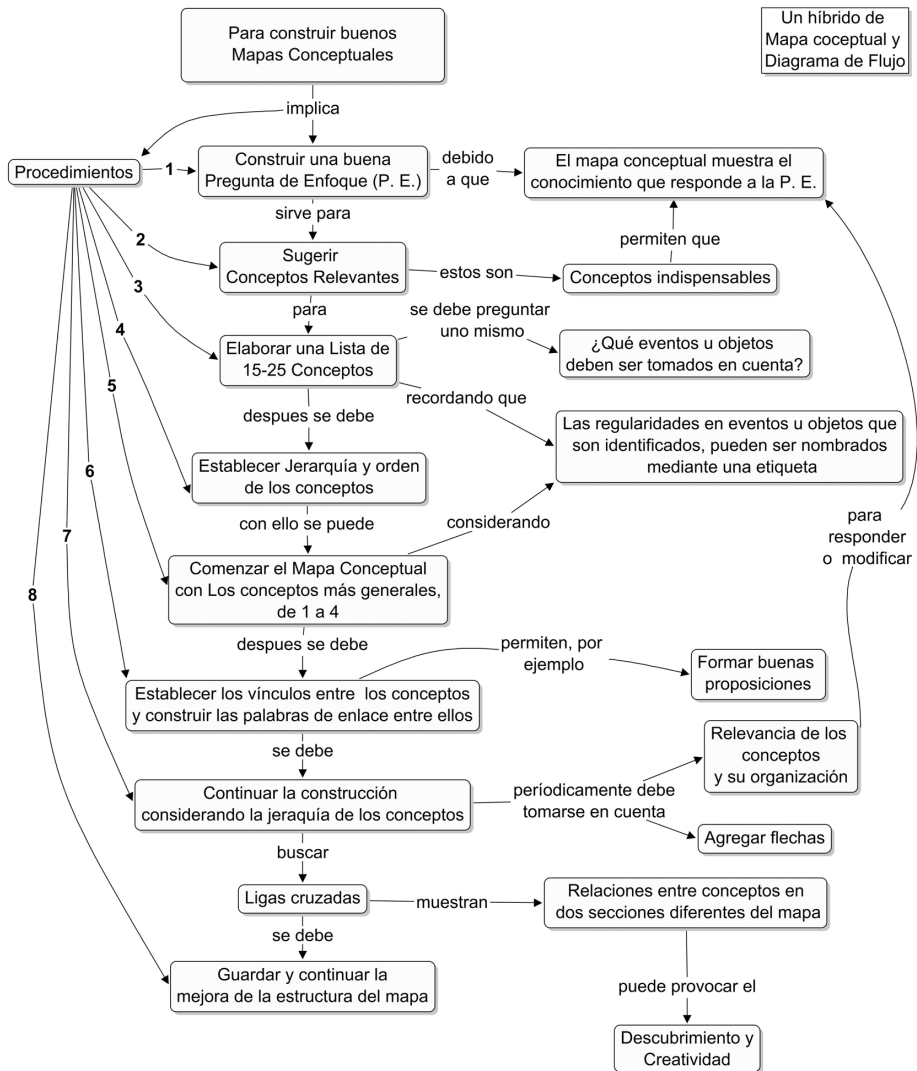 Para construir buenos
Mapas Conceptuales
Un híbrido de
Mapa coceptual y
Diagrama de Flujo
implica
Procedimientos
1
Construir una buena
Pregunta de Enfoque (P. E.)
debido
a que
El mapa conceptual muestra el
conocimiento que responde a la P. E.
sirve para
2
Sugerir
Conceptos Relevantes
estos son
Conceptos indispensables
permiten que
para
3
Elaborar una Lista de
15-25 Conceptos
se debe preguntar
uno mismo
¿Qué eventos u objetos
deben ser tomados en cuenta?
recordando que
Las regularidades en eventos u objetos que
son identificados, pueden ser nombrados
mediante una etiqueta
despues se debe
4
Establecer Jerarquía y orden
de los conceptos
con ello se puede
considerando
5
Comenzar el Mapa Conceptual
con Los conceptos más generales,
de 1 a 4
despues se debe
6
Establecer los vínculos entre los conceptos
y construir las palabras de enlace entre ellos
permiten, por
ejemplo
Formar buenas
proposiciones
se debe
7
Continuar la construcción
considerando la jeraquía de los conceptos
períodicamente debe
tomarse en cuenta
Relevancia de los
conceptos
y su organización
para
responder
o modificar
Agregar flechas
buscar
Ligas cruzadas
muestran
Relaciones entre conceptos en
dos secciones diferentes del mapa
se debe
8
Guardar y continuar la
mejora de la estructura del mapa
puede provocar el
Descubrimiento y
Creatividad